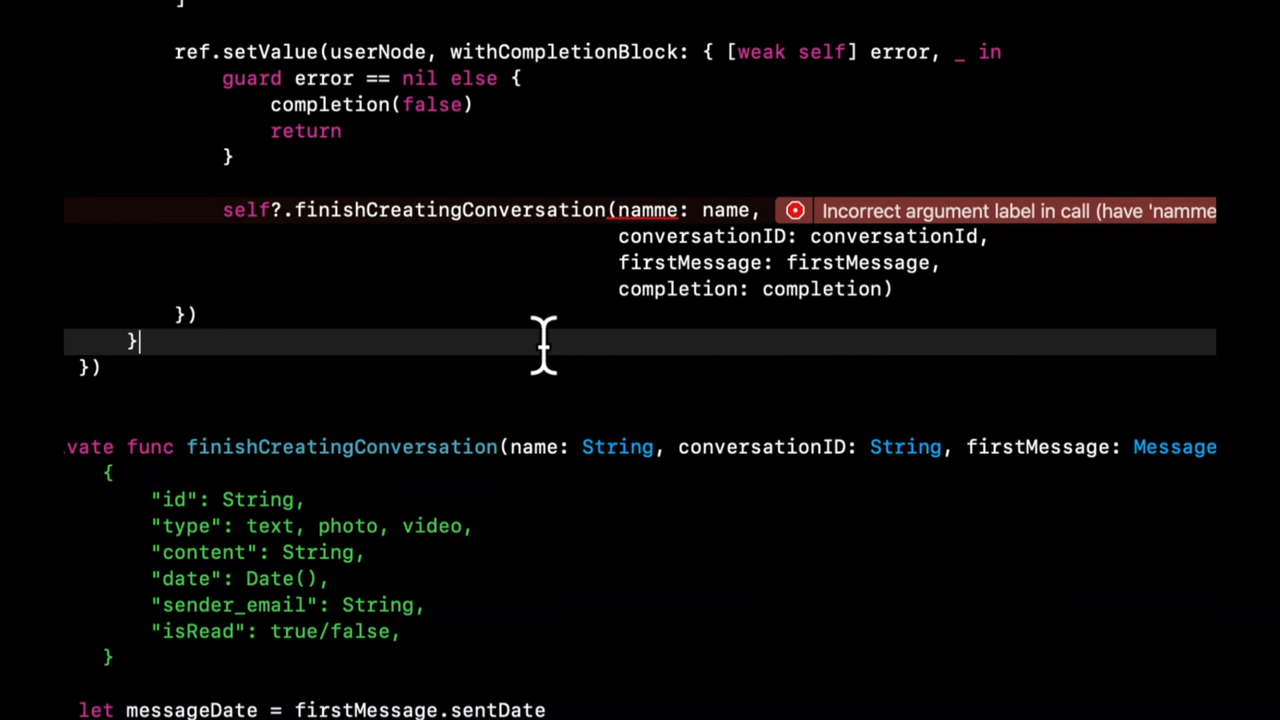 ]
ref.setValue(userNode, withCompletionBlock: { [weak self] error, _ in
guard error == nil else {
completion(false)
return
}
self?.finishCreatingConversation(namme: name,
Incorrect argument label in call (have 'namme
conversationID: conversationId,
firstMessage: firstMessage,
completion: completion)
})
}
})
vate func finishCreatingConversation(name: String, conversationID: String, firstMessage: Message
{
"id": String,
"type": text, photo, video,
"content": String,
"date": Date(),
"sender_email": String,
"isRead": true/false,
}
let messageDate = firstMessage.sentDate